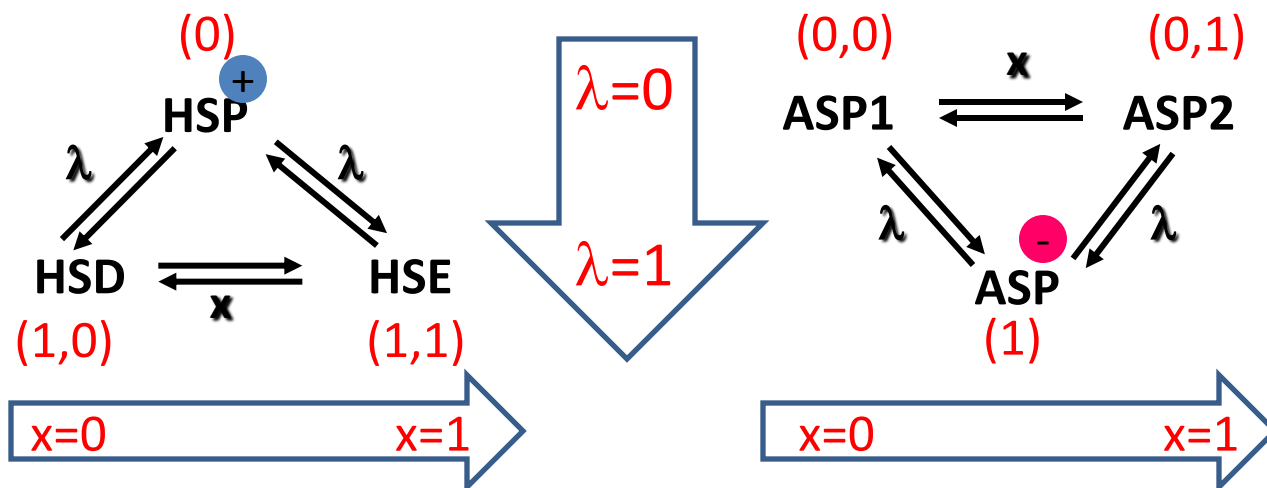 (0)
+
HSP
λ
λ
HSD
HSE
x
(1,0)
(1,1)
x=0
x=1
λ=0
λ=1
(0,0)
(0,1)
x
ASP1
ASP2
λ
λ
-
ASP
(1)
x=0
x=1